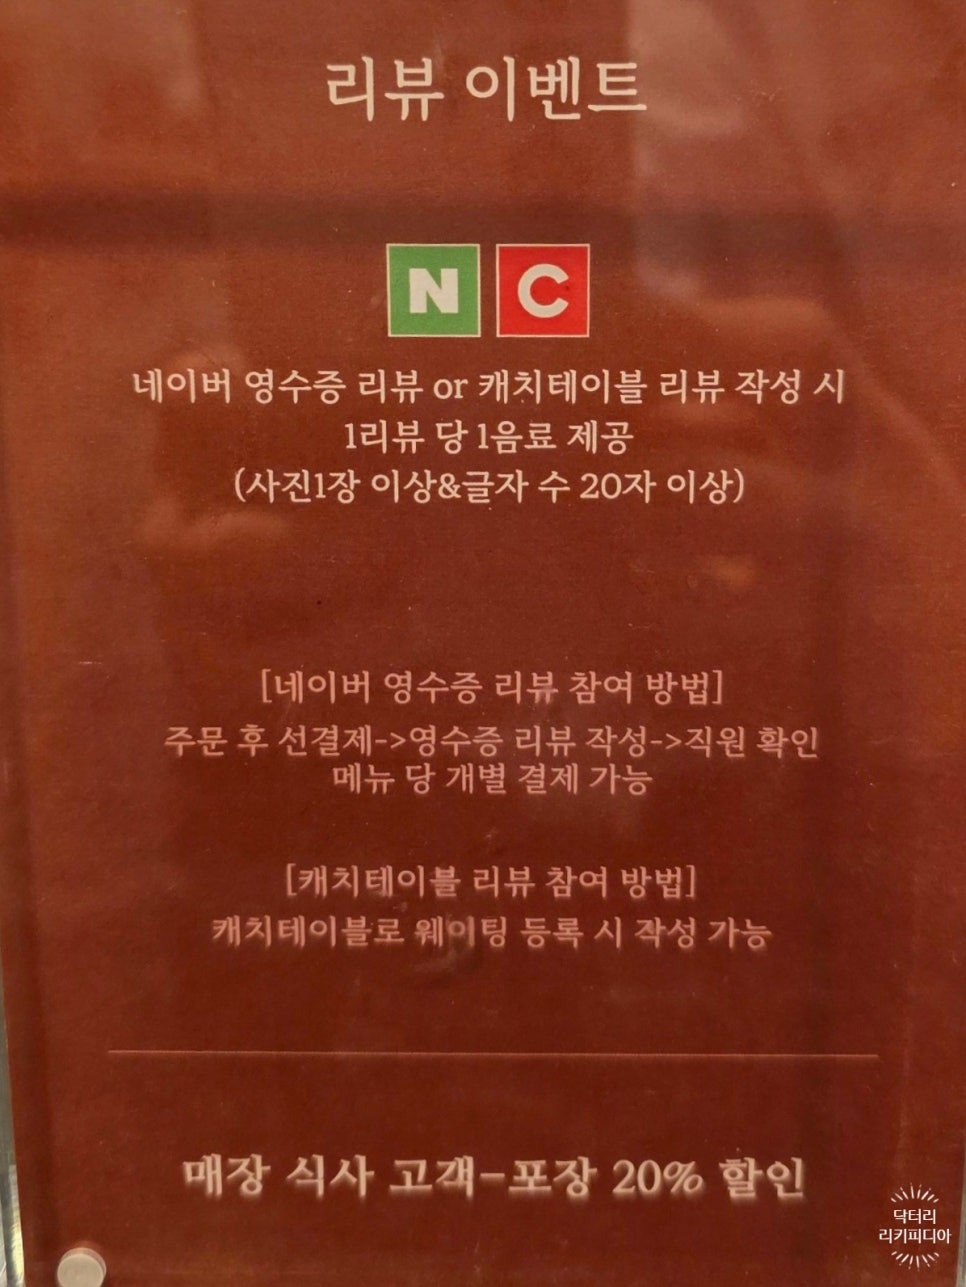 리뷰 이벤트
N C
네이버 영수증 리뷰 or 캐치테이블 리뷰 작성 시
1리뷰 당 1음료 제공
(사진1장 이상&글자 수 20자 이상)
[네이버 영수증 리뷰 참여 방법]
주문 후 선결제->영수증 리뷰 작성->직원 확인
메뉴 당 개별 결제 가능
[캐치테이블 리뷰 참여 방법]
캐치테이블로 웨이팅 등록 시 작성 가능
매장 식사 고객-포장 20% 할인
닥터리
리키피디아